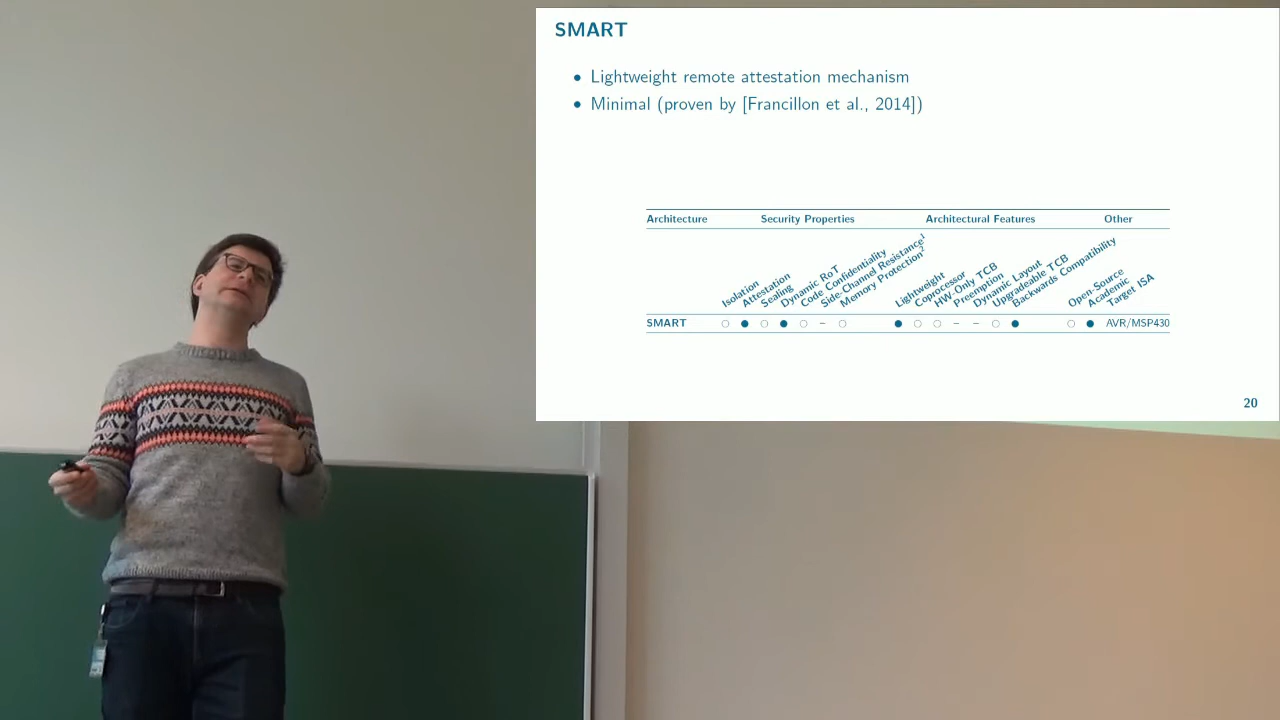 SMART
• Lightweight remote attestation mechanism
• Minimal (proven by [Francillon et al., 2014])
Architecture Security Properties Architectural Features Other
Isolation
Attestation
Sealing
Dynamic RoT
Code Confidentiality
Side-Channel Resistance¹
Memory Protection²
Lightweight
Coprocessor
HW-Only TCB
Preemption
Dynamic Layout
Upgradeable TCB
Backwards Compatibility
Open-Source
Academic
Target ISA
SMART ○ ● ○ ● ○ – ○ ● ○ ○ – – ○ ● ○ ● AVR/MSP430
20